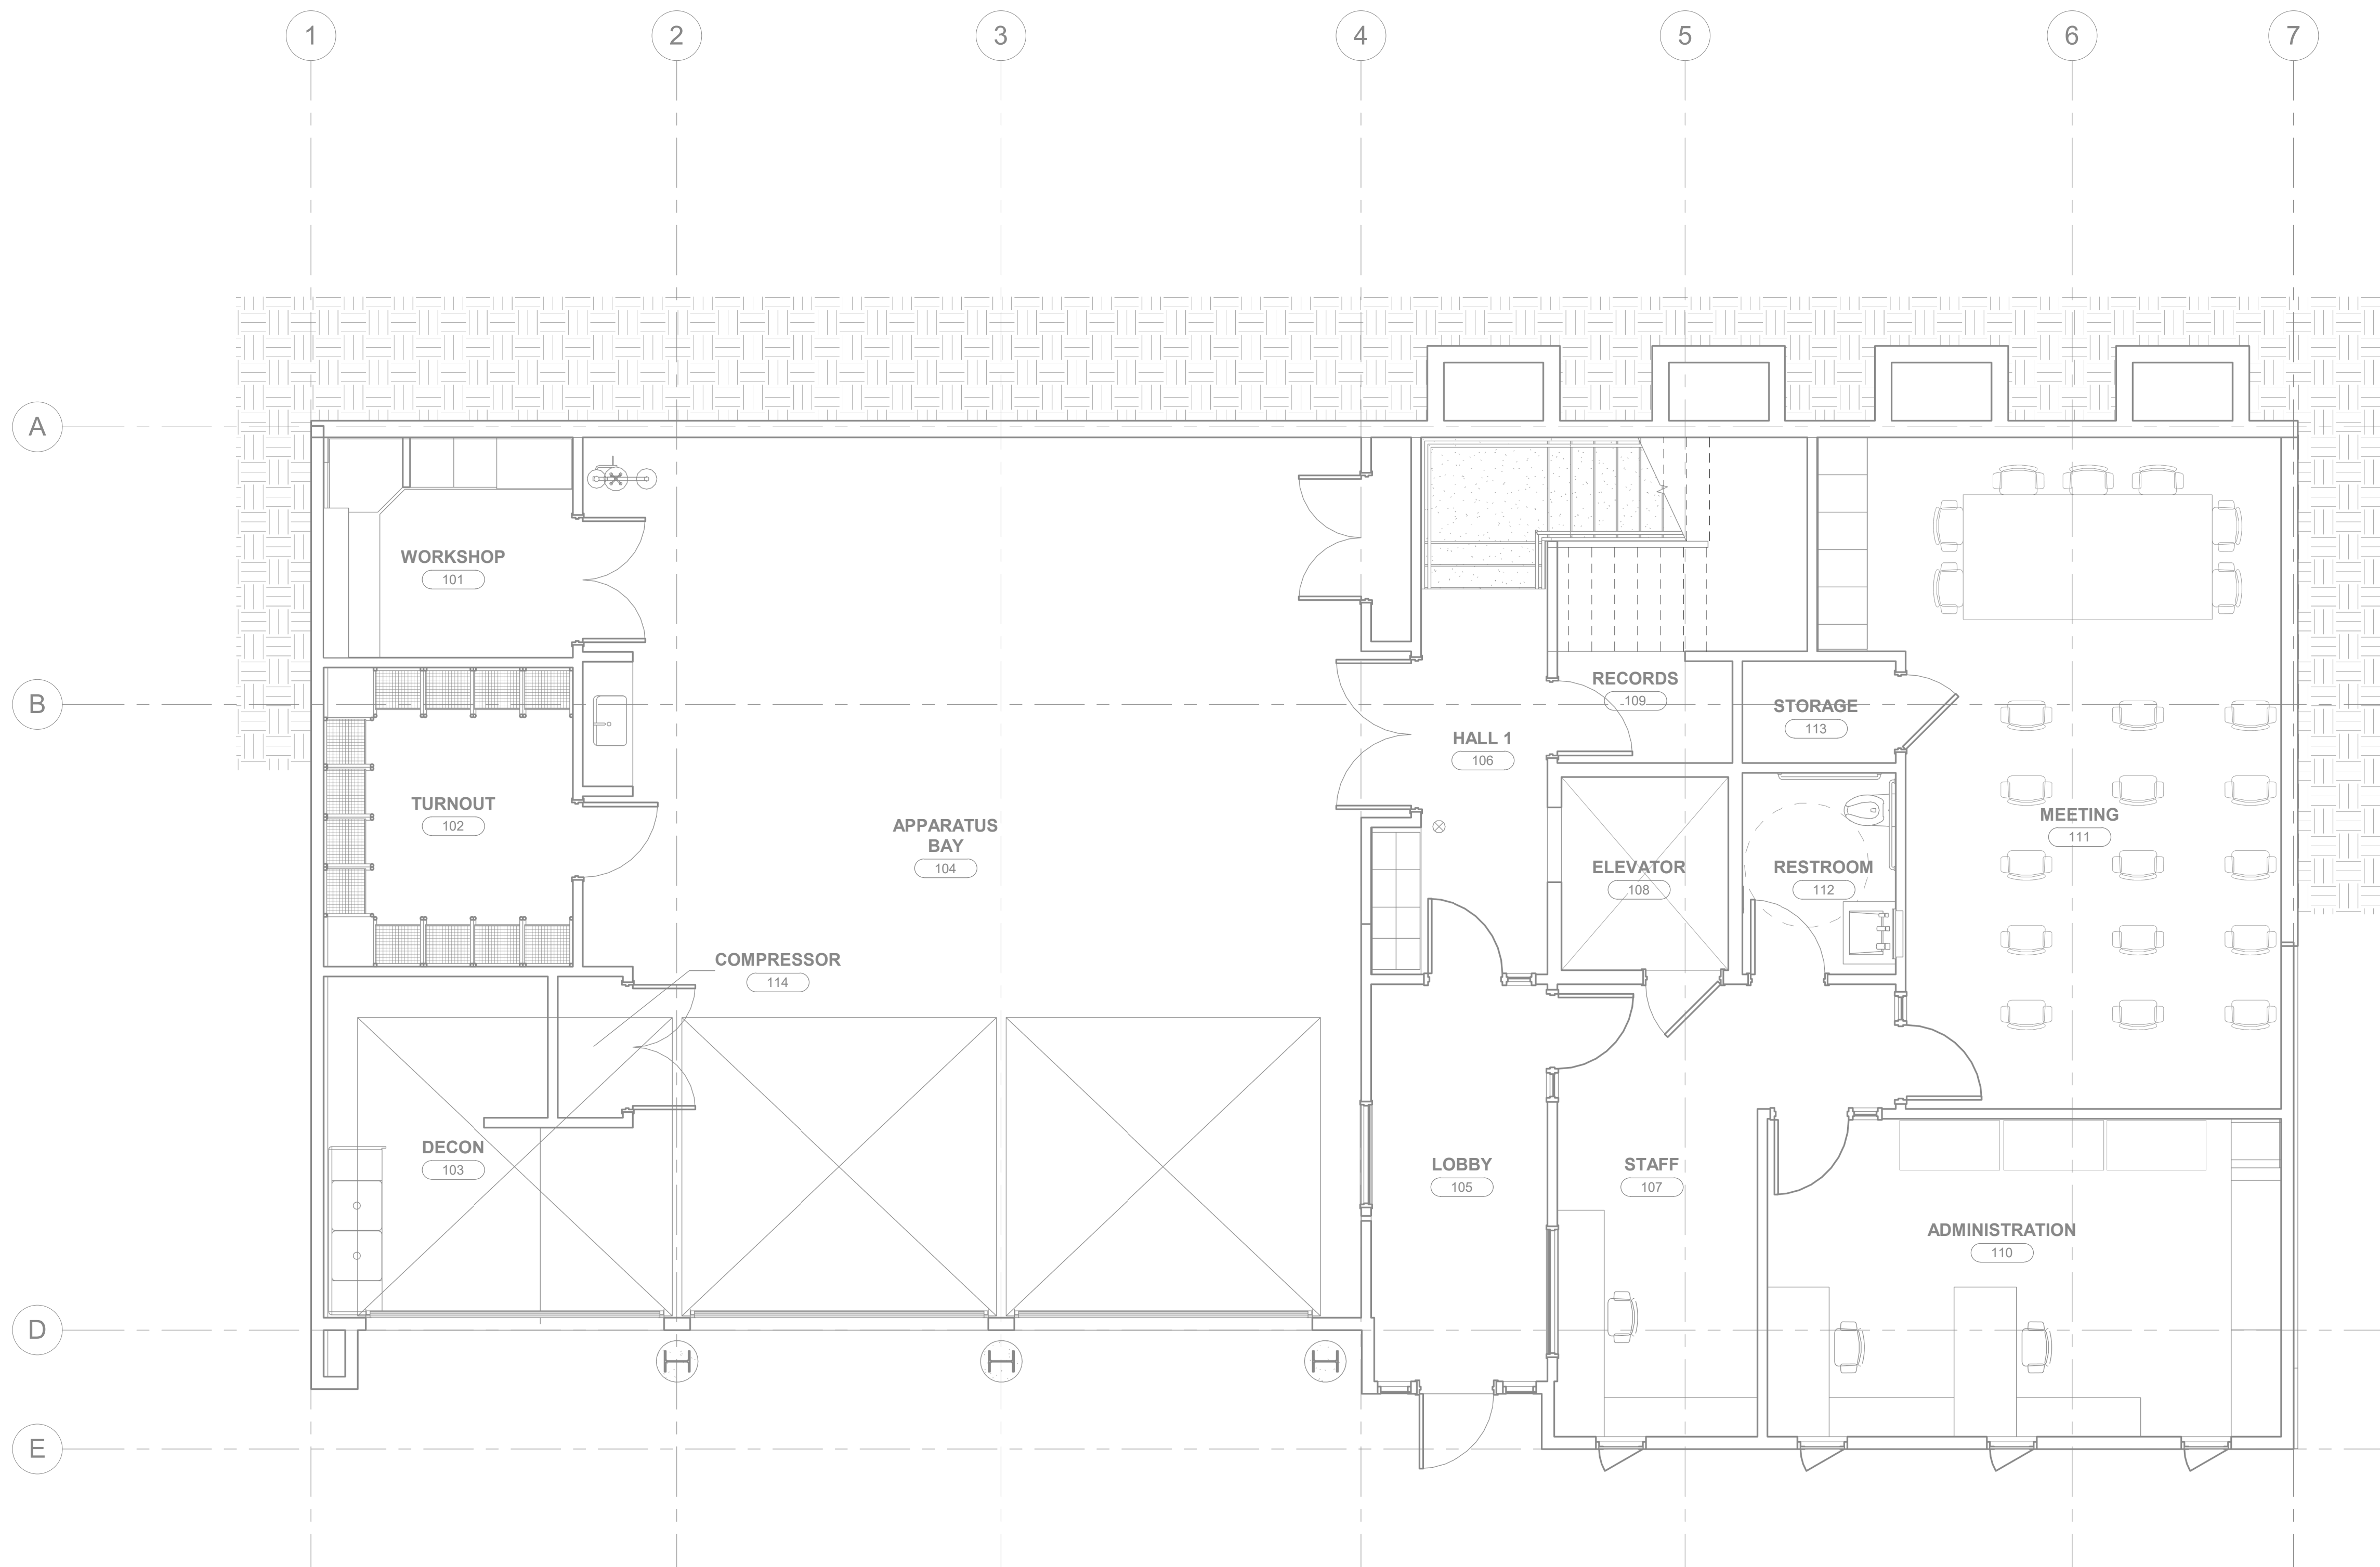 1
2
3
4
5
6
7
A
WORKSHOP
101
B
RECORDS
109
STORAGE
113
HALL 1
106
TURNOUT
102
APPARATUS
BAY
104
MEETING
111
ELEVATOR
108
RESTROOM
112
COMPRESSOR
114
DECON
103
LOBBY
105
STAFF
107
ADMINISTRATION
110
D
E